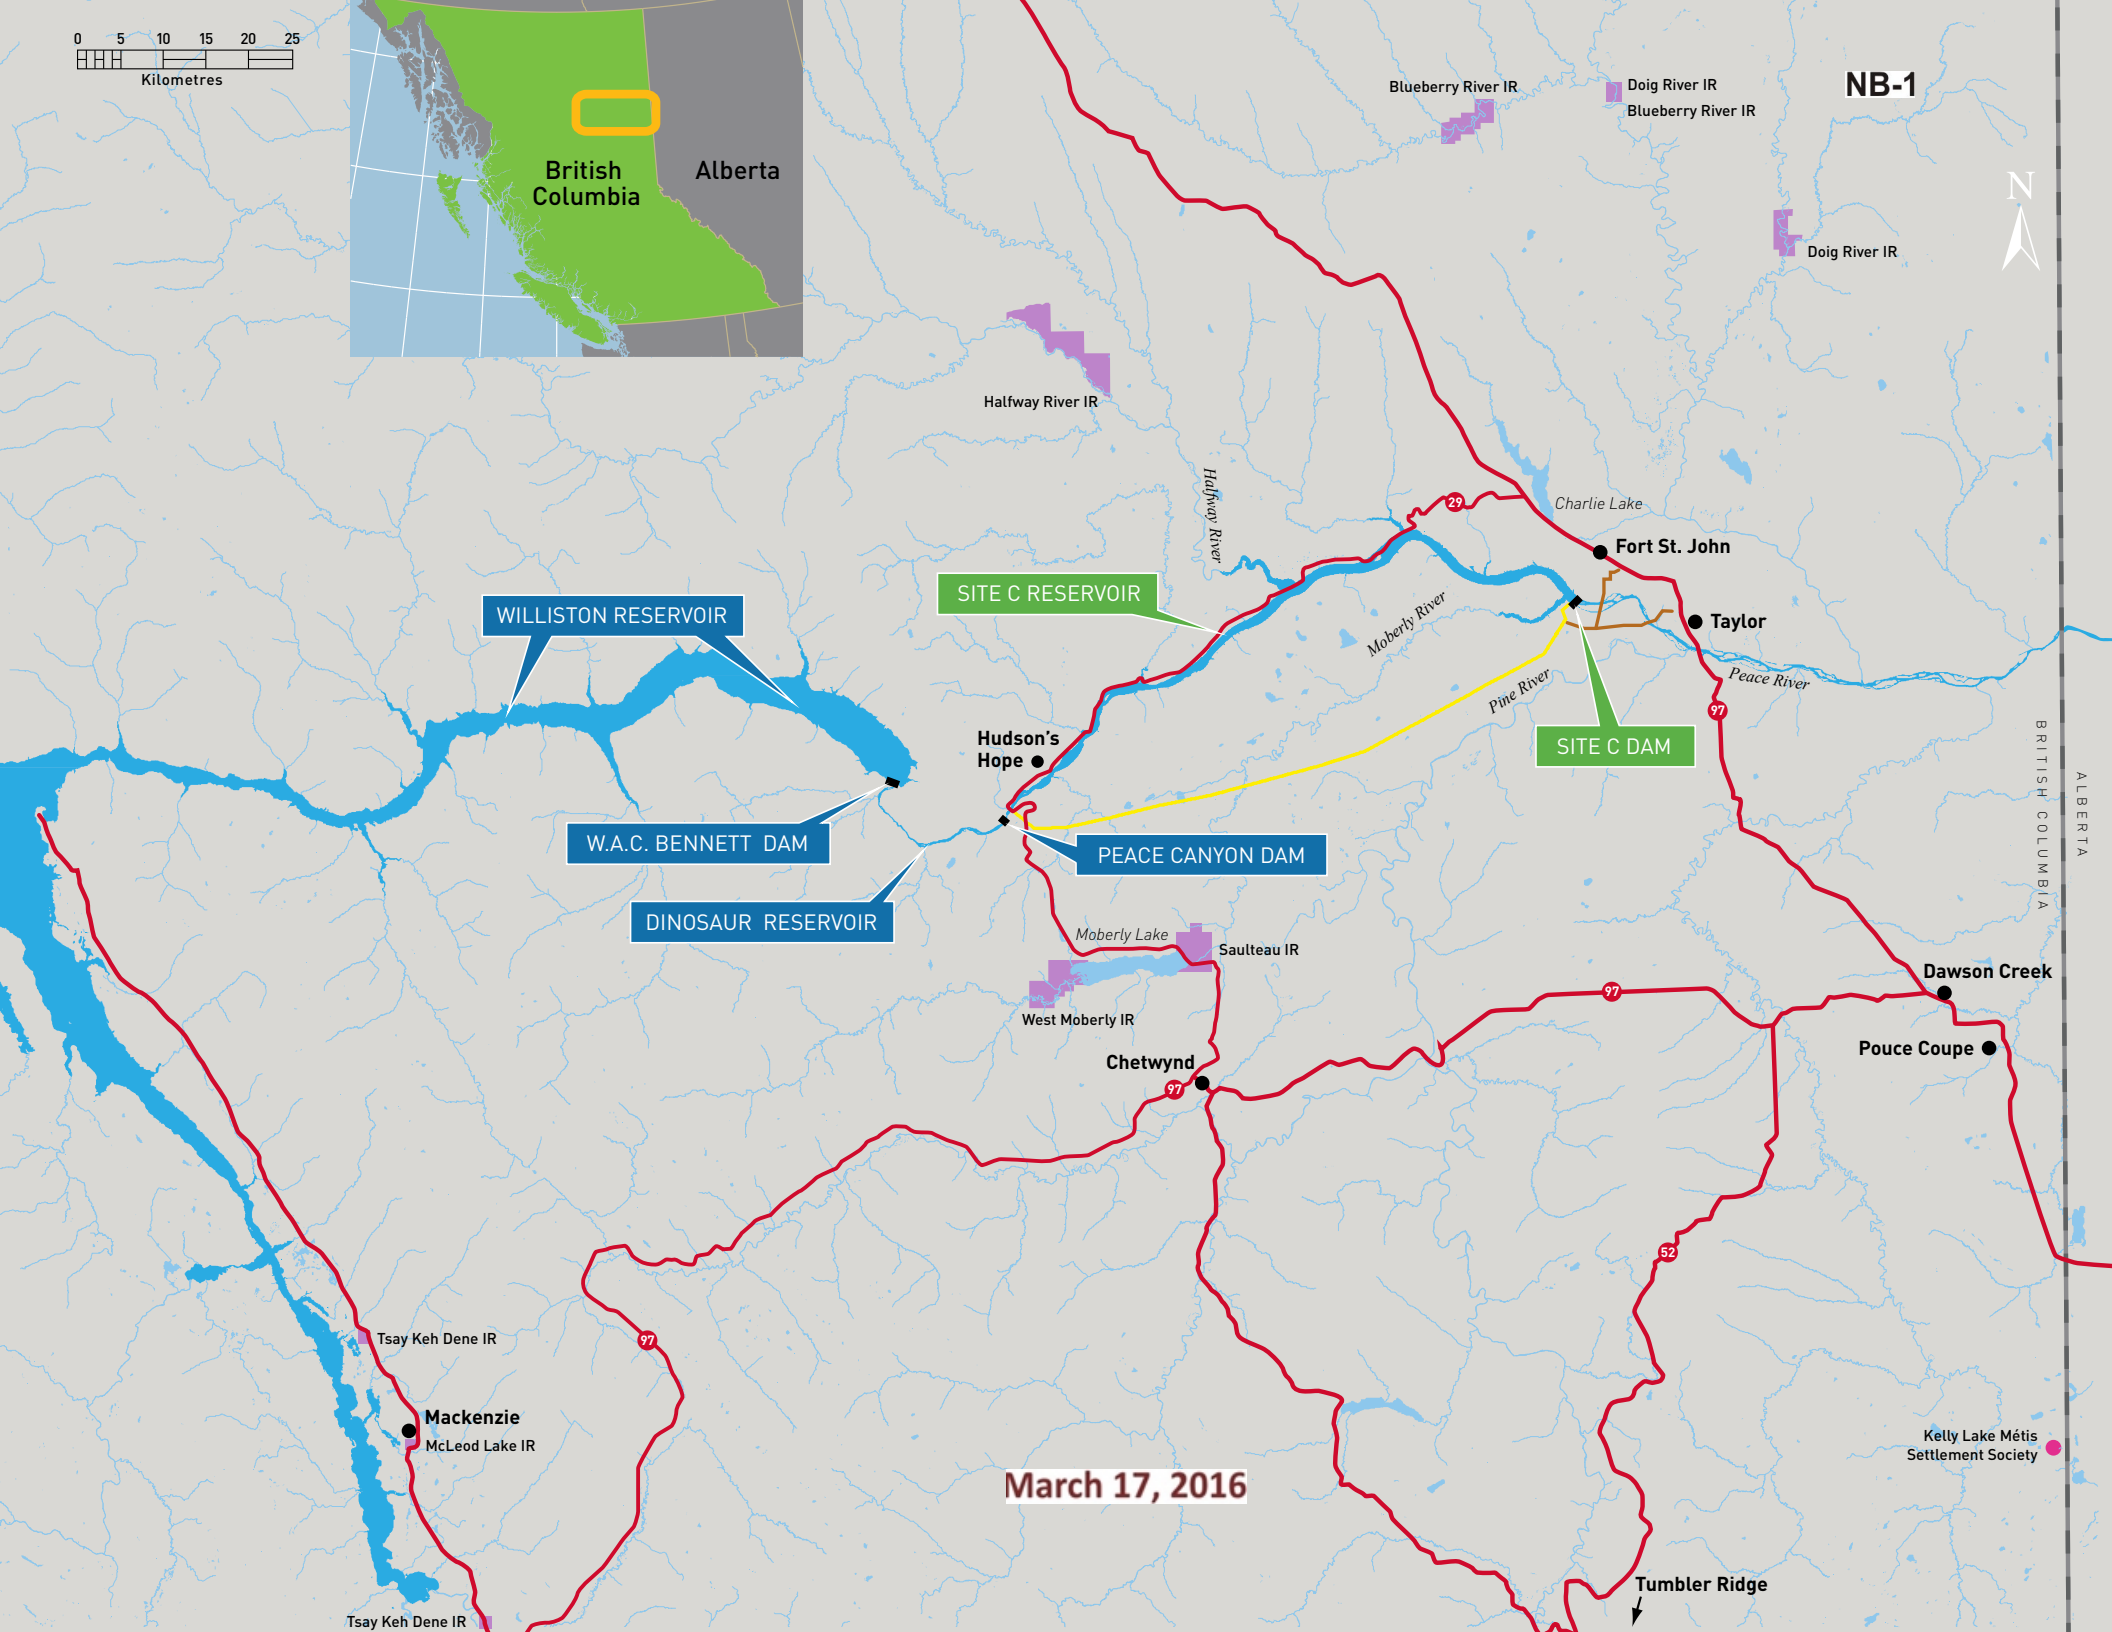 0 5 10 15 20 25
Kilometres
British
Columbia
Alberta
Blueberry River IR
Doig River IR
Blueberry River IR
NB-1
N
Doig River IR
Halfway River IR
Halfway River
29
Charlie Lake
Fort St. John
SITE C RESERVOIR
WILLISTON RESERVOIR
Moberly River
Taylor
Peace River
Pine River
97
SITE C DAM
Hudson's
Hope
BRITISH COLUMBIA
ALBERTA
W.A.C. BENNETT DAM
PEACE CANYON DAM
DINOSAUR RESERVOIR
Moberly Lake
Saulteau IR
West Moberly IR
Dawson Creek
97
Pouce Coupe
Chetwynd
97
52
Tsay Keh Dene IR
97
Mackenzie
McLeod Lake IR
Kelly Lake Métis
Settlement Society
March 17, 2016
Tumbler Ridge
Tsay Keh Dene IR